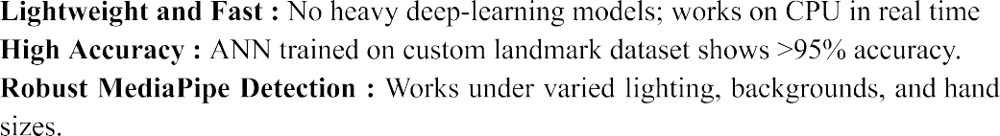 Lightweight and Fast : No heavy deep-learning models; works on CPU in real time
High Accuracy : ANN trained on custom landmark dataset shows >95% accuracy.
Robust MediaPipe Detection : Works under varied lighting, backgrounds, and hand
sizes.